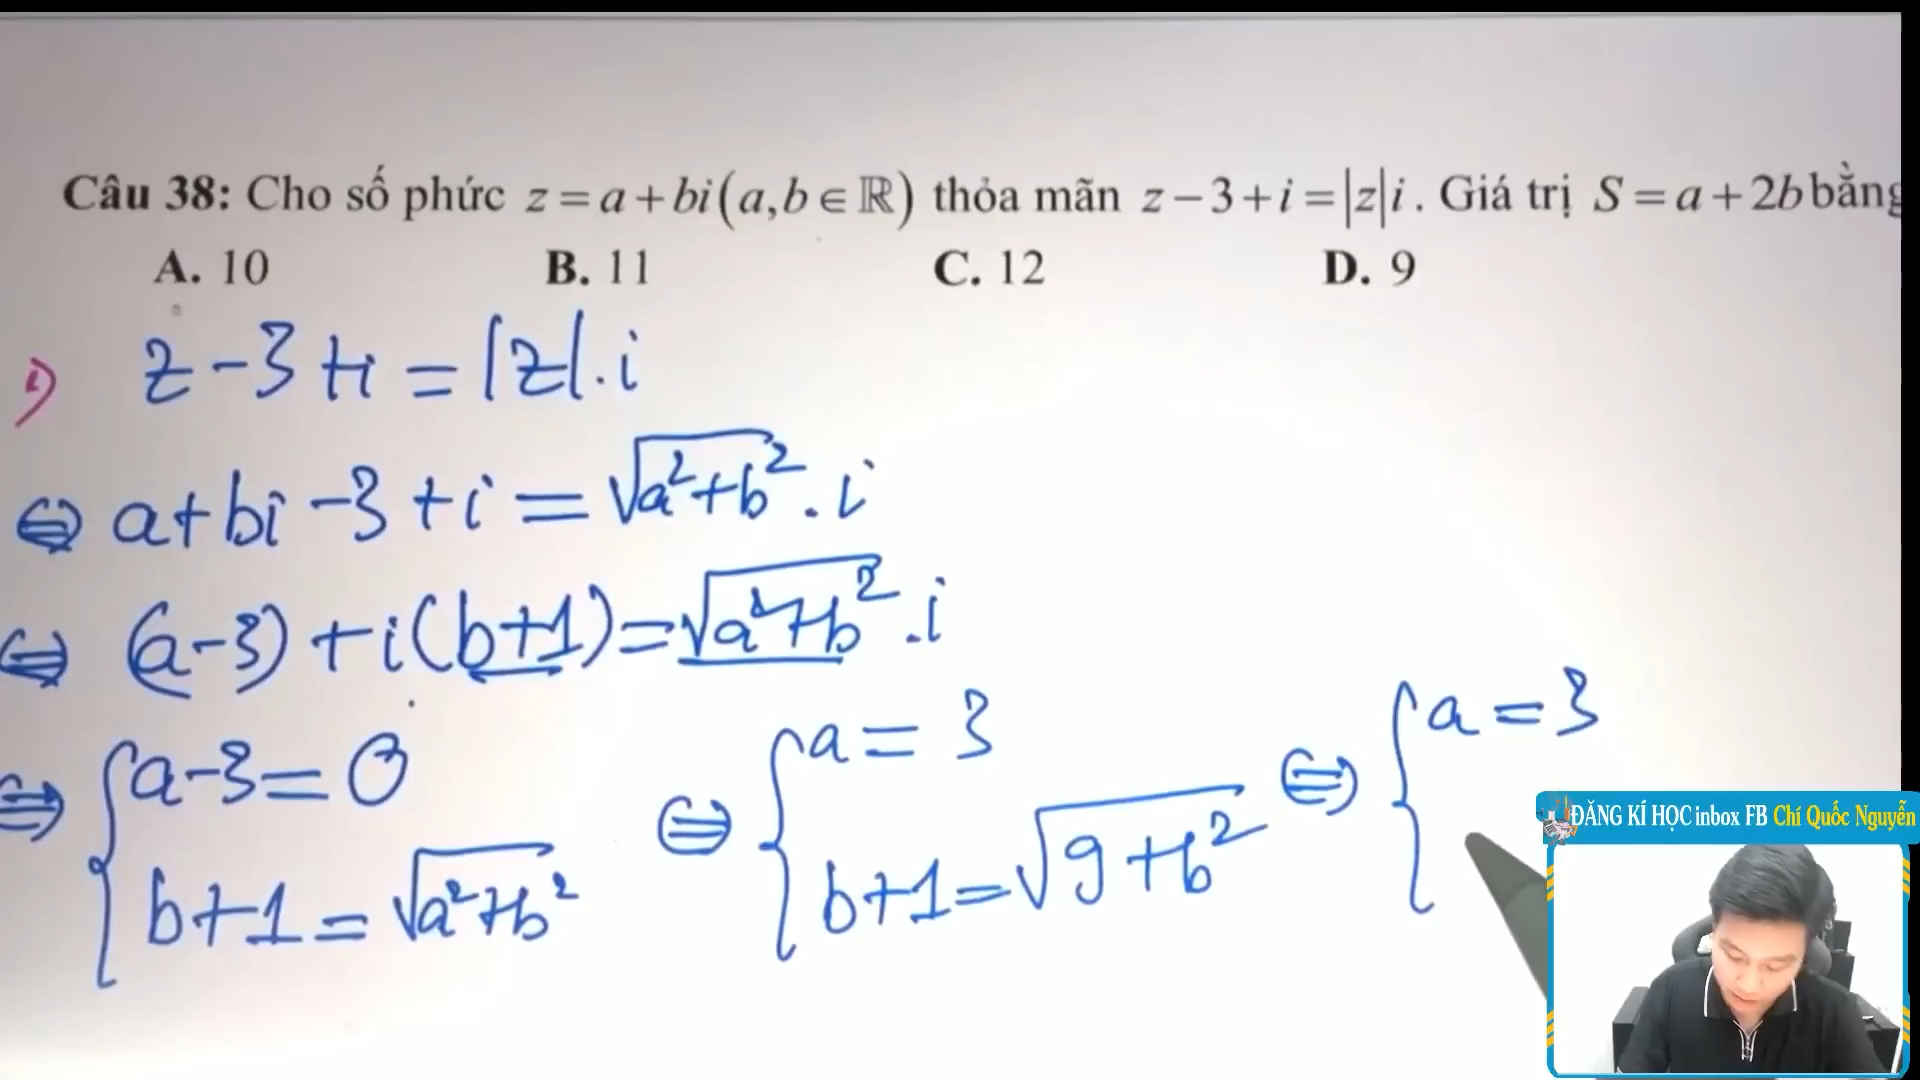 Câu 38: Cho số phức z = a + bi (a, b ∈ ℝ) thỏa mãn z − 3 + i = |z| i. Giá trị S = a + 2b bằng
A. 10 B. 11 C. 12 D. 9
1) z − 3 + i = |z|. i
⇔ a + bi − 3 + i = √(a² + b²) . i
⇔ (a − 3) + i(b + 1) = √(a² + b²) . i
⇔ { a − 3 = 0
b + 1 = √(a² + b²)
⇔ { a = 3
b + 1 = √(9 + b²)
⇔ { a = 3
ĐĂNG KÍ HỌC inbox FB Chí Quốc Nguyễn